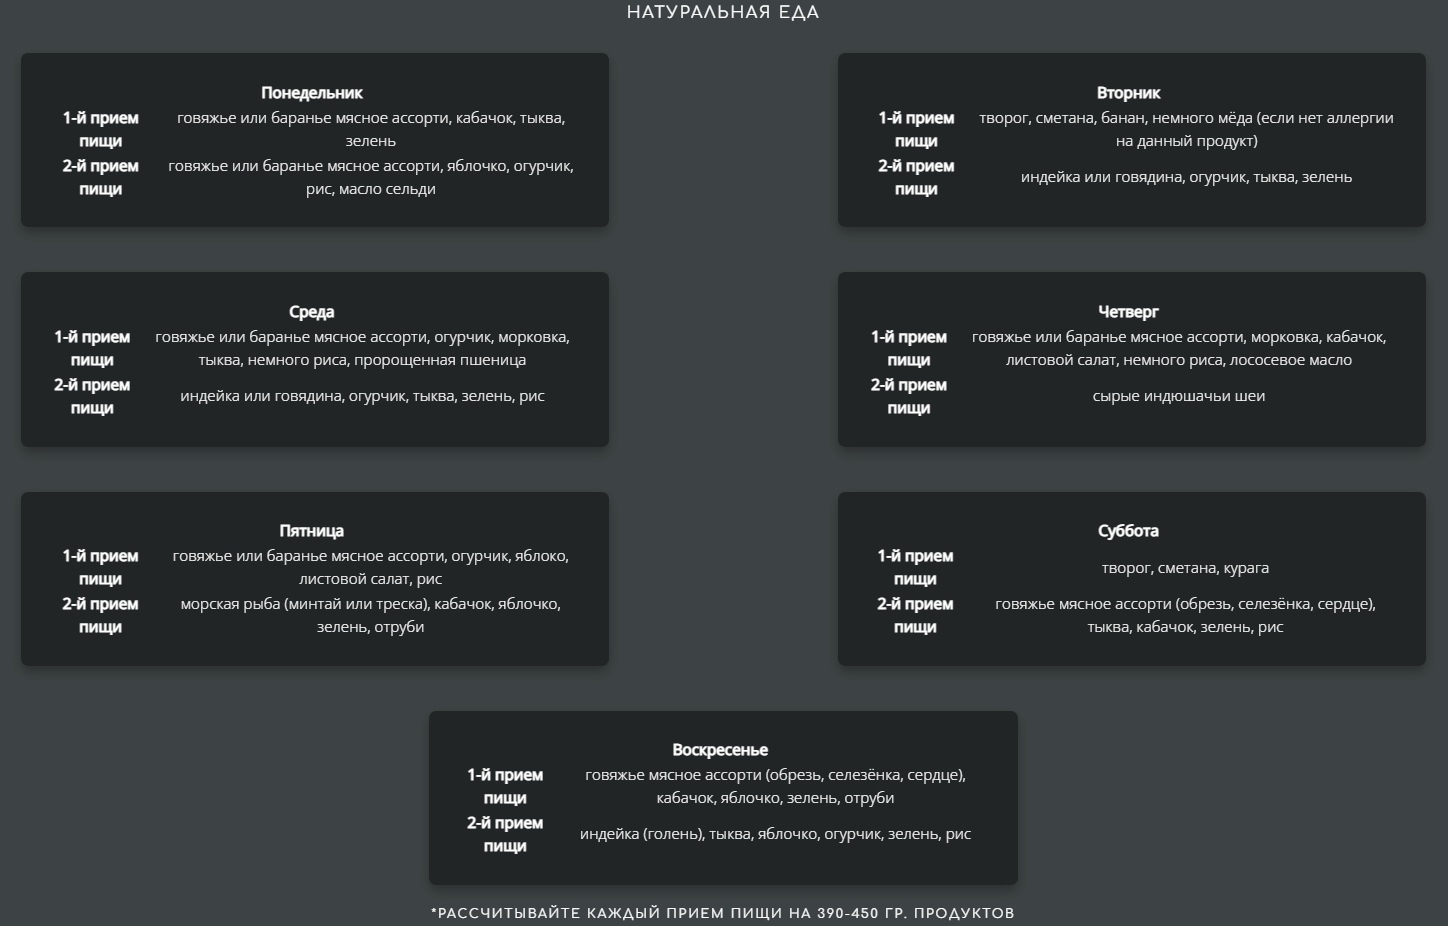 НАТУРАЛЬНАЯ ЕДА
Понедельник
1-й прием
пищи
говяжье или баранье мясное ассорти, кабачок, тыква,
зелень
2-й прием
пищи
говяжье или баранье мясное ассорти, яблочко, огурчик,
рис, масло сельди
Вторник
1-й прием
пищи
творог, сметана, банан, немного мёда (если нет аллергии
на данный продукт)
2-й прием
пищи
индейка или говядина, огурчик, тыква, зелень
Среда
1-й прием
пищи
говяжье или баранье мясное ассорти, огурчик, морковка,
тыква, немного риса, пророщенная пшеница
2-й прием
пищи
индейка или говядина, огурчик, тыква, зелень, рис
Четверг
1-й прием
пищи
говяжье или баранье мясное ассорти, морковка, кабачок,
листовой салат, немного риса, лососевое масло
2-й прием
пищи
сырые индюшачьи шеи
Пятница
1-й прием
пищи
говяжье или баранье мясное ассорти, огурчик, яблоко,
листовой салат, рис
2-й прием
пищи
морская рыба (минтай или треска), кабачок, яблочко,
зелень, отруби
Суббота
1-й прием
пищи
творог, сметана, курага
2-й прием
пищи
говяжье мясное ассорти (обрезь, селезёнка, сердце),
тыква, кабачок, зелень, рис
Воскресенье
1-й прием
пищи
говяжье мясное ассорти (обрезь, селезёнка, сердце),
кабачок, яблочко, зелень, отруби
2-й прием
пищи
индейка (голень), тыква, яблочко, огурчик, зелень, рис
*РАССЧИТЫВАЙТЕ КАЖДЫЙ ПРИЕМ ПИЩИ НА 390-450 ГР. ПРОДУКТОВ